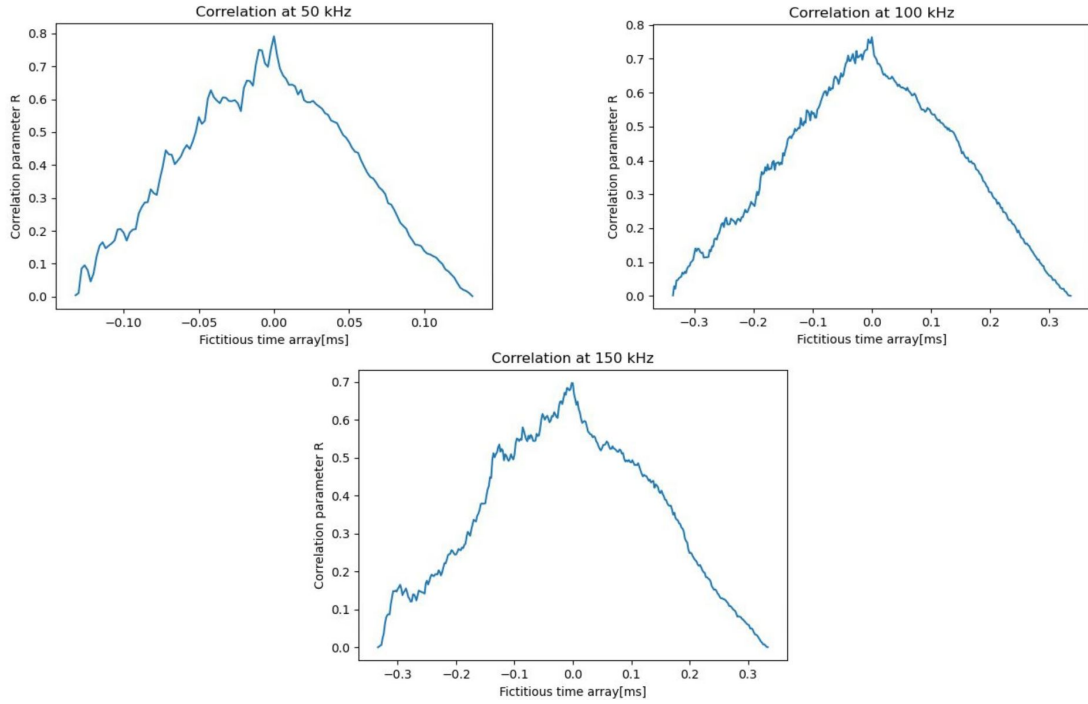 Correlation at 50 kHz
Correlation parameter R
0.8
0.7
0.6
0.5
0.4
0.3
0.2
0.1
0.0
−0.10 −0.05 0.00 0.05 0.10
Fictitious time array[ms]
Correlation at 100 kHz
Correlation parameter R
0.8
0.7
0.6
0.5
0.4
0.3
0.2
0.1
0.0
−0.3 −0.2 −0.1 0.0 0.1 0.2 0.3
Fictitious time array[ms]
Correlation at 150 kHz
Correlation parameter R
0.7
0.6
0.5
0.4
0.3
0.2
0.1
0.0
−0.3 −0.2 −0.1 0.0 0.1 0.2 0.3
Fictitious time array[ms]